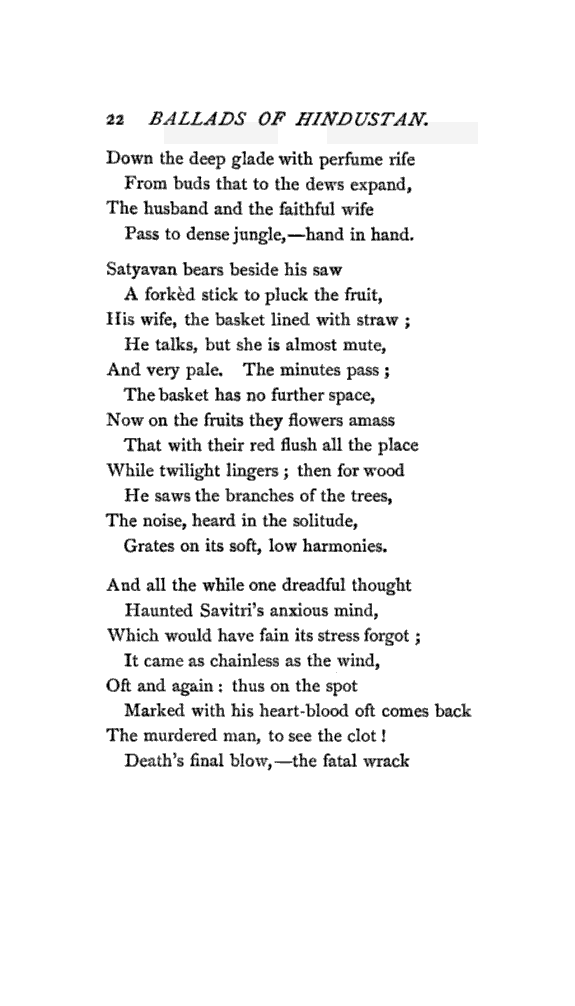 22 BALLADS OF HINDUSTAN.
Down the deep glade with perfume rife
From buds that to the dews expand,
The husband and the faithful wife
Pass to dense jungle,—hand in hand.
Satyavan bears beside his saw
A forkèd stick to pluck the fruit,
His wife, the basket lined with straw ;
He talks, but she is almost mute,
And very pale. The minutes pass ;
The basket has no further space,
Now on the fruits they flowers amass
That with their red flush all the place
While twilight lingers ; then for wood
He saws the branches of the trees,
The noise, heard in the solitude,
Grates on its soft, low harmonies.
And all the while one dreadful thought
Haunted Savitri's anxious mind,
Which would have fain its stress forgot ;
It came as chainless as the wind,
Oft and again : thus on the spot
Marked with his heart-blood oft comes back
The murdered man, to see the clot !
Death's final blow,—the fatal wrack